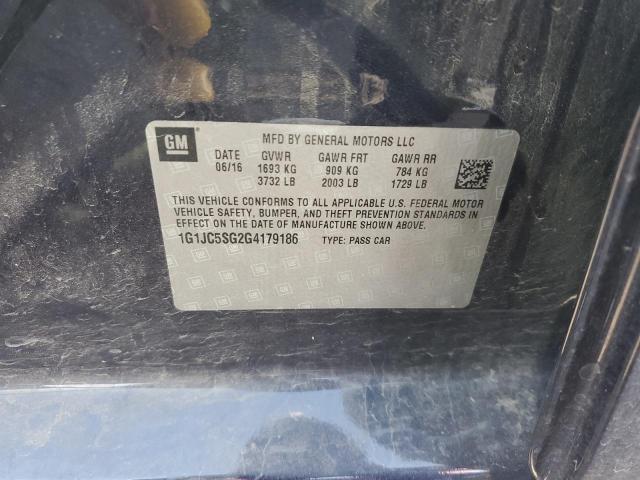 GM
MFD BY GENERAL MOTORS LLC
DATE GVWR GAWR FRT GAWR RR
06/16 1693 KG 909 KG 784 KG
3732 LB 2003 LB 1729 LB
THIS VEHICLE CONFORMS TO ALL APPLICABLE U.S. FEDERAL MOTOR
VEHICLE SAFETY, BUMPER, AND THEFT PREVENTION STANDARDS IN
EFFECT ON THE DATE OF MANUFACTURE SHOWN ABOVE.
1G1JC5SG2G4179186 TYPE: PASS CAR